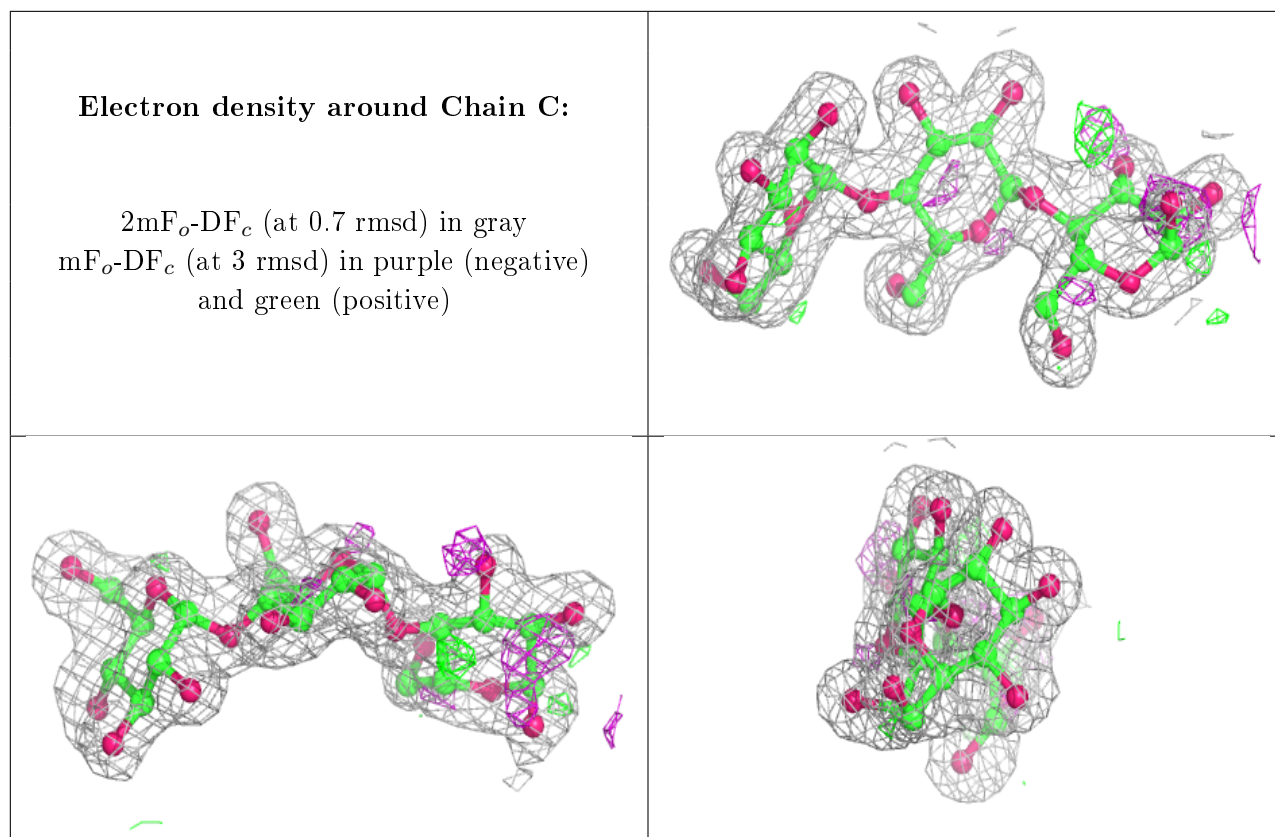 Electron density around Chain C:
2mFo-DFc (at 0.7 rmsd) in gray
mFo-DFc (at 3 rmsd) in purple (negative)
and green (positive)